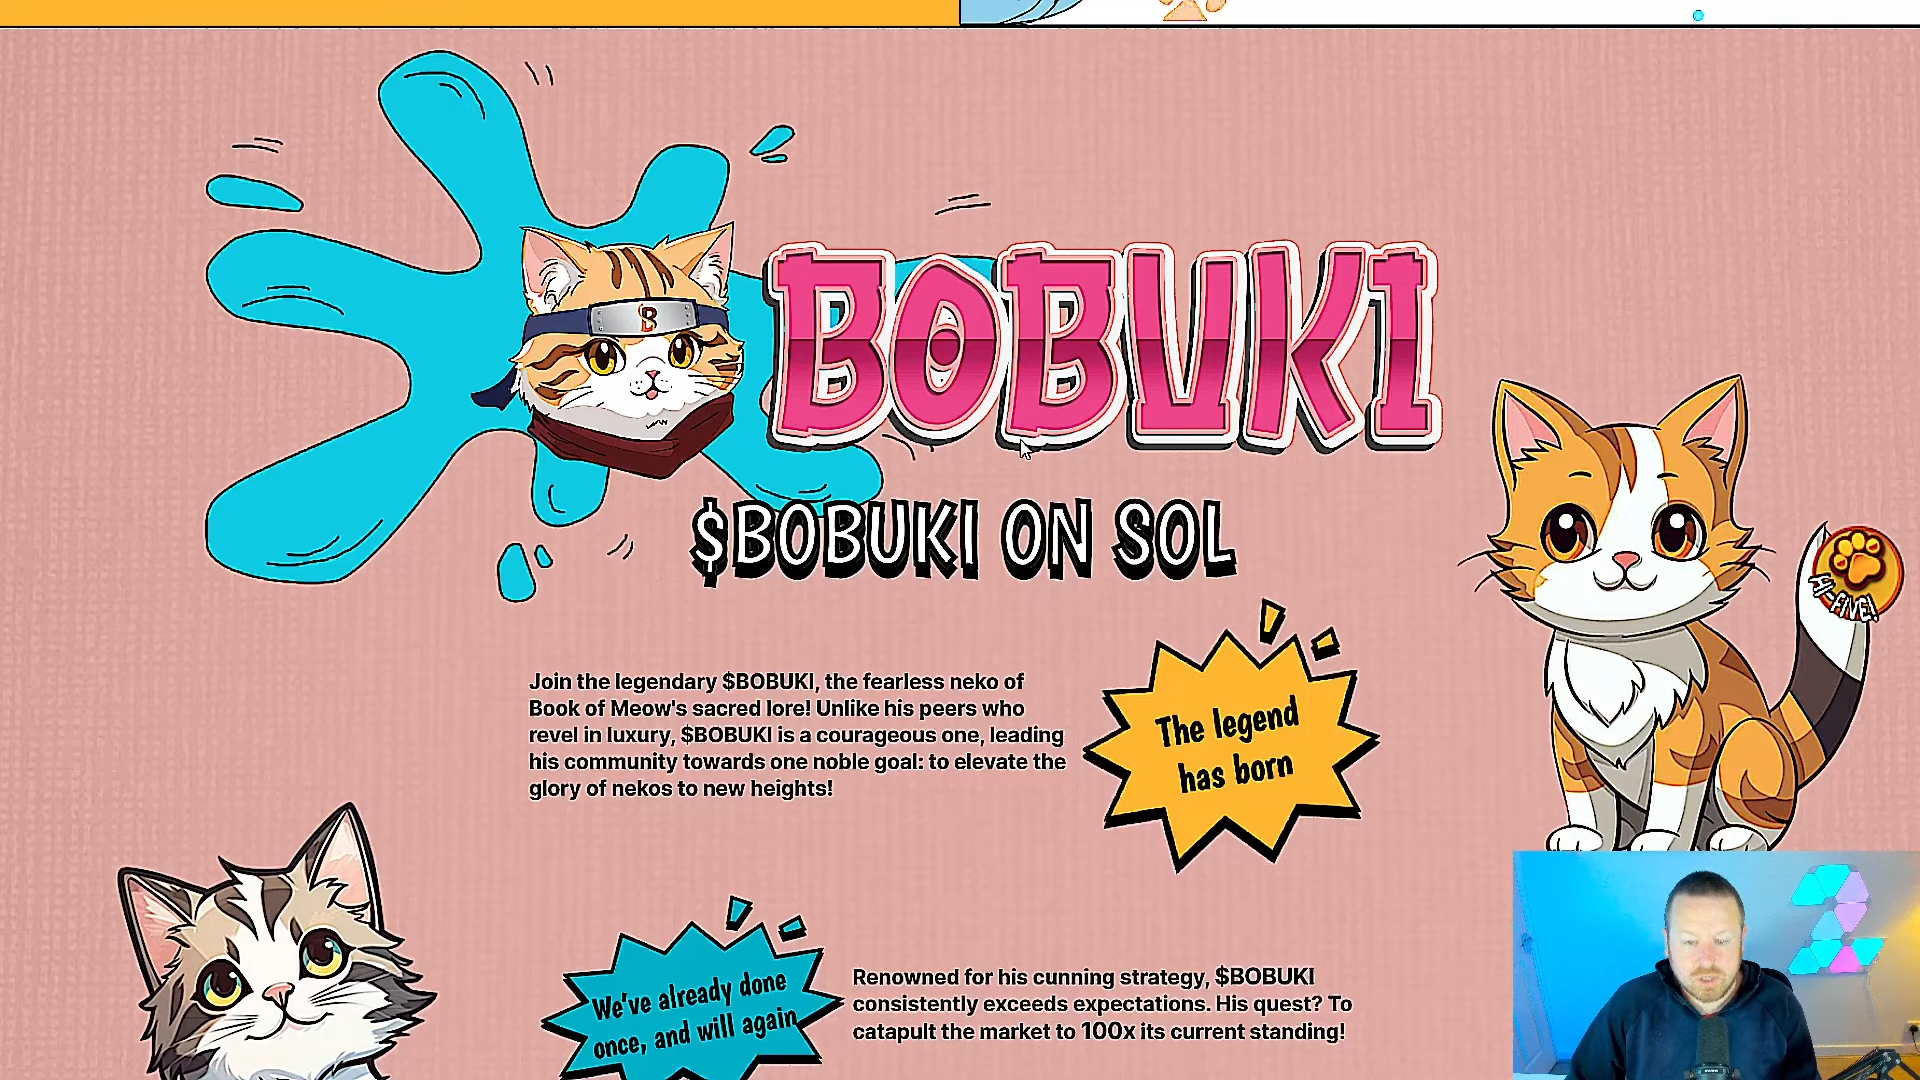 B
BOBUKI
$BOBUKI ON SOL
HI-FIVE!
Join the legendary $BOBUKI, the fearless neko of
Book of Meow's sacred lore! Unlike his peers who
revel in luxury, $BOBUKI is a courageous one, leading
his community towards one noble goal: to elevate the
glory of nekos to new heights!
The legend
has born
We've already done
once, and will again
Renowned for his cunning strategy, $BOBUKI
consistently exceeds expectations. His quest? To
catapult the market to 100x its current standing!